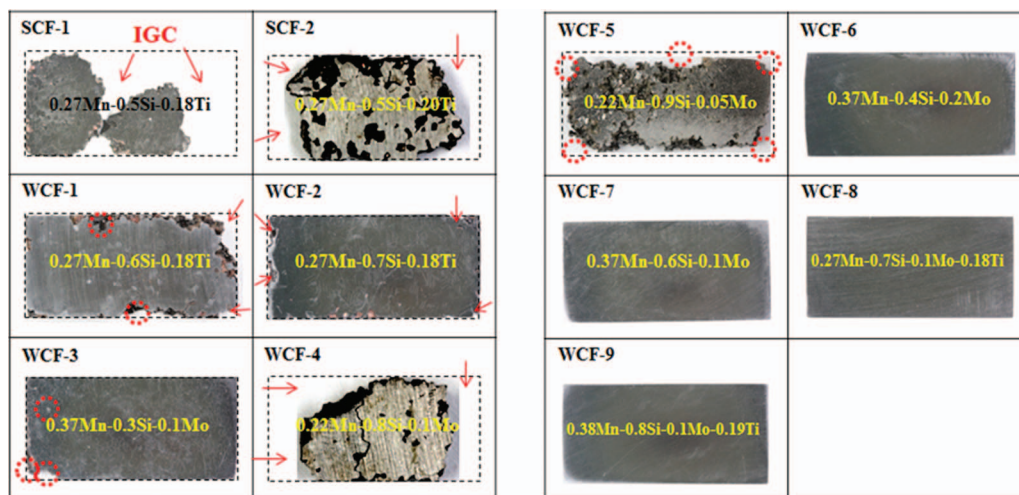 SCF-1
IGC
0.27Mn-0.5Si-0.18Ti
SCF-2
0.27Mn-0.5Si-0.20Ti
WCF-5
0.22Mn-0.9Si-0.05Mo
WCF-6
0.37Mn-0.4Si-0.2Mo
WCF-1
0.27Mn-0.6Si-0.18Ti
WCF-2
0.27Mn-0.7Si-0.18Ti
WCF-7
0.37Mn-0.6Si-0.1Mo
WCF-8
0.27Mn-0.7Si-0.1Mo-0.18Ti
WCF-3
0.37Mn-0.3Si-0.1Mo
WCF-4
0.22Mn-0.8Si-0.1Mo
WCF-9
0.38Mn-0.8Si-0.1Mo-0.19Ti